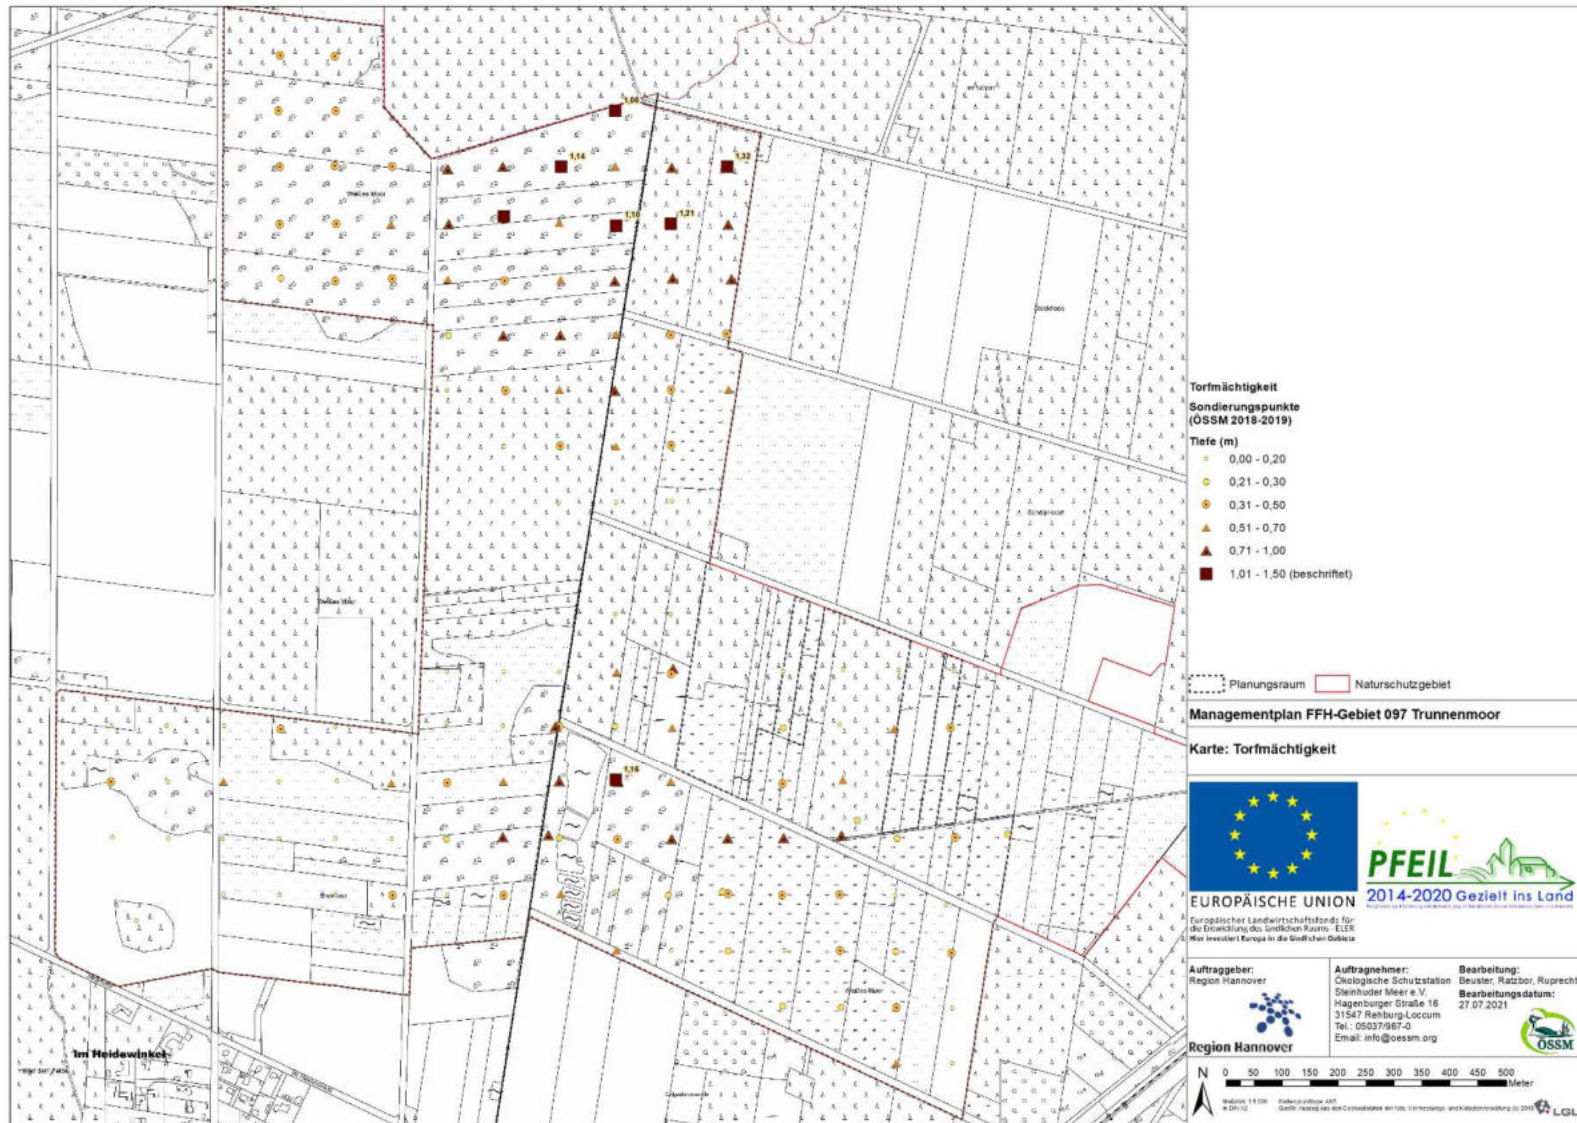 1,06
1,14
1,32
1,10
1,21
1,16
Weißes Moor
Im Heidewinkel
Torfmächtigkeit
Sondierungspunkte
(ÖSSM 2018-2019)
Tiefe (m)
0,00 - 0,20
0,21 - 0,30
0,31 - 0,50
0,51 - 0,70
0,71 - 1,00
1,01 - 1,50 (beschriftet)
Planungsraum Naturschutzgebiet
Managementplan FFH-Gebiet 097 Trunnenmoor
Karte: Torfmächtigkeit
EUROPÄISCHE UNION
Europäischer Landwirtschaftsfonds für
die Entwicklung des ländlichen Raums - ELER
Hier investiert Europa in die ländlichen Gebiete
PFEIL
2014-2020 Gezielt ins Land
Auftraggeber:
Region Hannover
Region Hannover
Auftragnehmer:
Ökologische Schutzstation
Steinhuder Meer e.V.
Hagenburger Straße 16
31547 Rehburg-Loccum
Tel.: 05037/967-0
Email: info@oessm.org
Bearbeitung:
Beuster, Ratzbor, Ruprecht
Bearbeitungsdatum:
27.07.2021
ÖSSM
N
0 50 100 150 200 250 300 350 400 450 500
Meter
LGLN